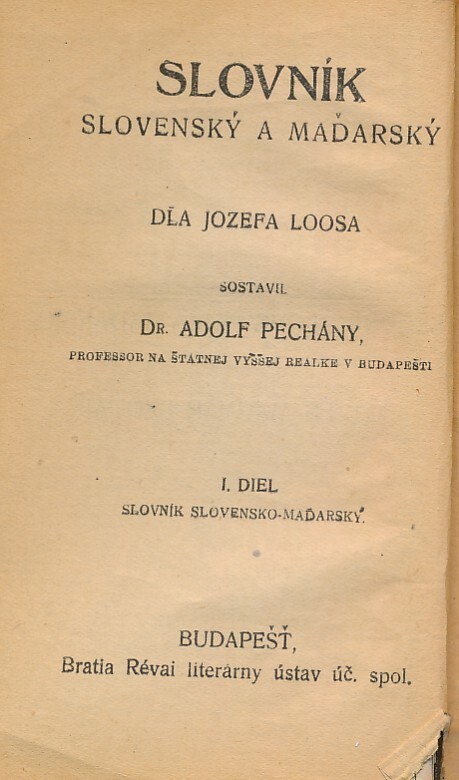 SLOVNÍK
SLOVENSKÝ A MAĎARSKÝ
DĽA JOZEFA LOOSA
SOSTAVIL
DR. ADOLF PECHÁNY,
PROFESSOR NA ŠTÁTNEJ VYŠŠEJ REALKE V BUDAPEŠTI
I. DIEL
SLOVNÍK SLOVENSKO-MAĎARSKÝ.
BUDAPEŠŤ,
Bratia Révai literárny ústav úč. spol.